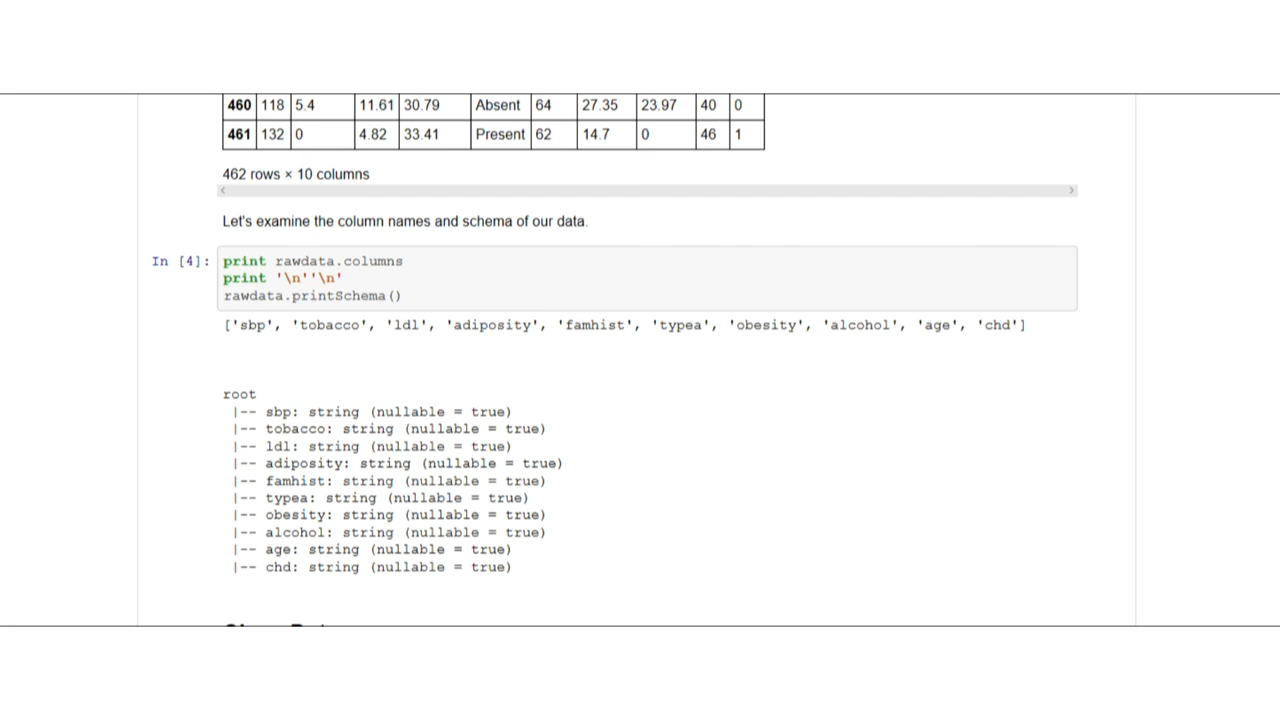 460 118 5.4 11.61 30.79 Absent 64 27.35 23.97 40 0
461 132 0 4.82 33.41 Present 62 14.7 0 46 1
462 rows × 10 columns
Let's examine the column names and schema of our data.
In [4]: print rawdata.columns
print '\n''\n'
rawdata.printSchema()
['sbp', 'tobacco', 'ldl', 'adiposity', 'famhist', 'typea', 'obesity', 'alcohol', 'age', 'chd']
root
|-- sbp: string (nullable = true)
|-- tobacco: string (nullable = true)
|-- ldl: string (nullable = true)
|-- adiposity: string (nullable = true)
|-- famhist: string (nullable = true)
|-- typea: string (nullable = true)
|-- obesity: string (nullable = true)
|-- alcohol: string (nullable = true)
|-- age: string (nullable = true)
|-- chd: string (nullable = true)